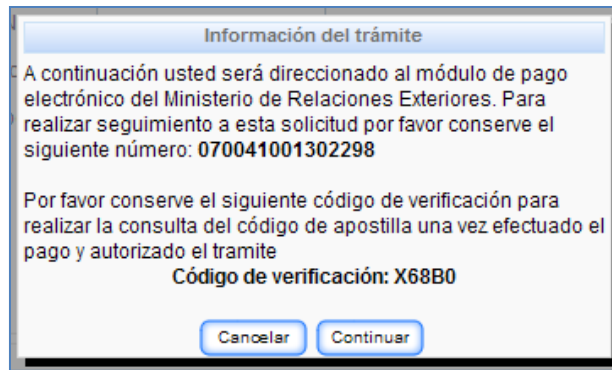 Información del trámite
A continuación usted será direccionado al módulo de pago
electrónico del Ministerio de Relaciones Exteriores. Para
realizar seguimiento a esta solicitud por favor conserve el
siguiente número: 070041001302298
Por favor conserve el siguiente código de verificación para
realizar la consulta del código de apostilla una vez efectuado el
pago y autorizado el tramite
Código de verificación: X68B0
Cancelar Continuar